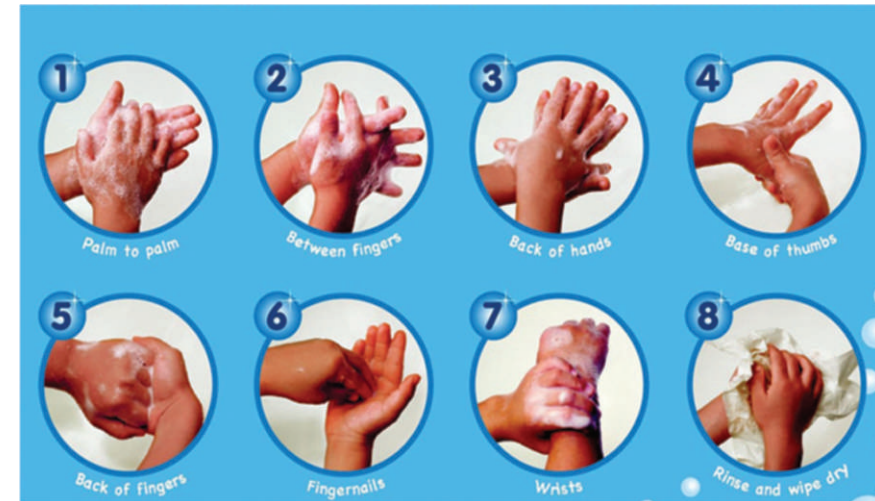 1
Palm to palm
2
Between fingers
3
Back of hands
4
Base of thumbs
5
Back of fingers
6
Fingernails
7
Wrists
8
Rinse and wipe dry